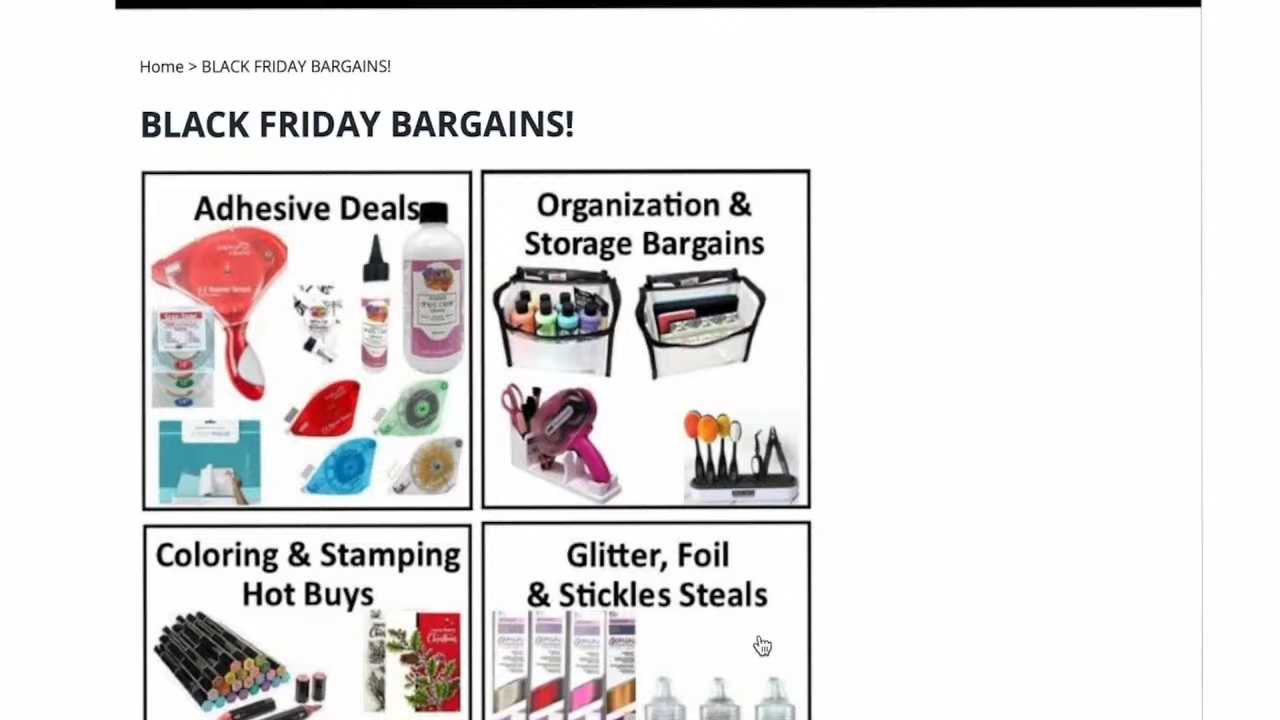 Home > BLACK FRIDAY BARGAINS!
BLACK FRIDAY BARGAINS!
Adhesive Deals
Organization &
Storage Bargains
Coloring & Stamping
Hot Buys
Glitter, Foil
& Stickles Steals
Christmas